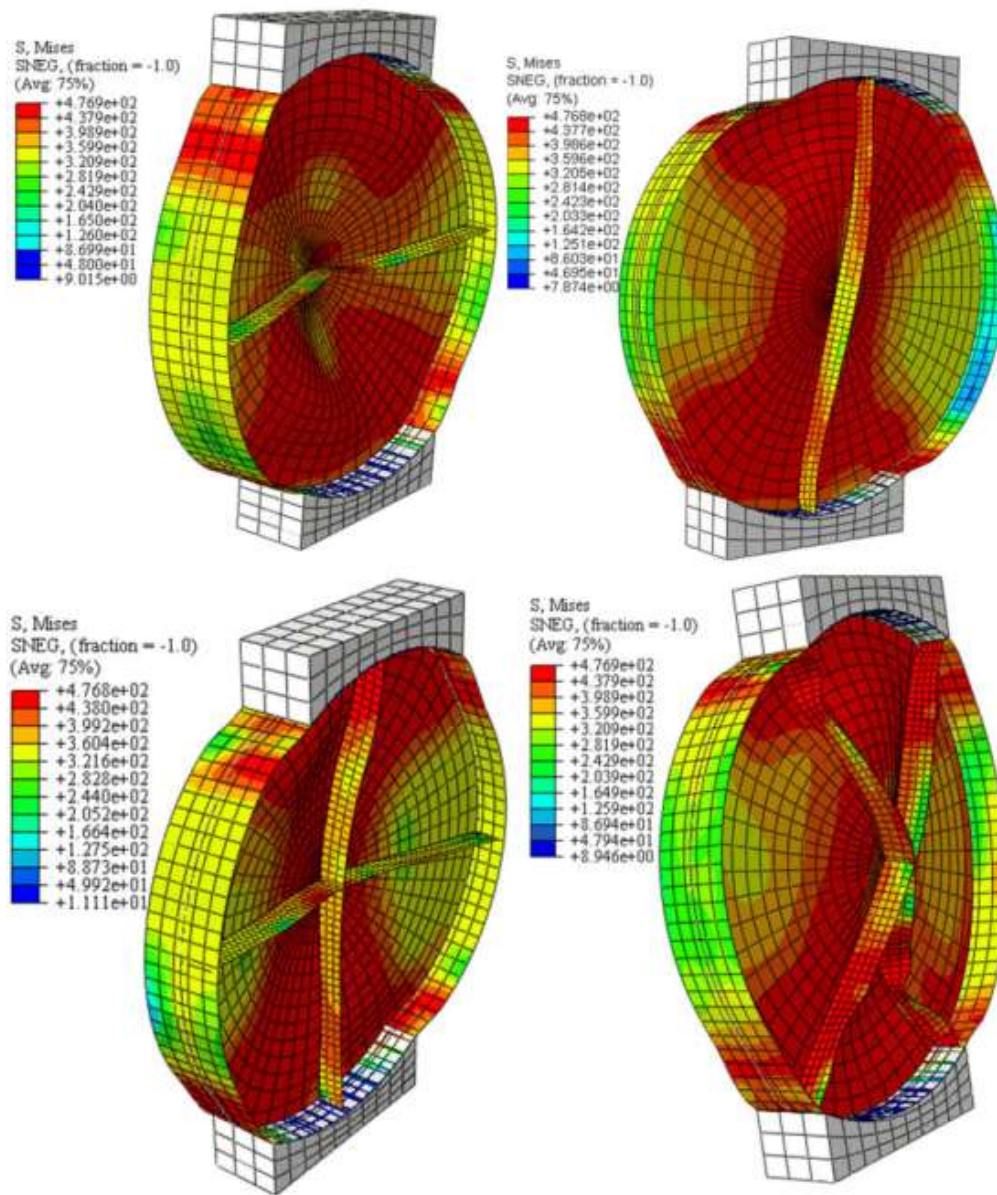 S, Mises
SNEG, (fraction = -1.0)
(Avg: 75%)
+4.769e+02
+4.379e+02
+3.989e+02
+3.599e+02
+3.209e+02
+2.819e+02
+2.429e+02
+2.040e+02
+1.650e+02
+1.260e+02
+8.699e+01
+4.800e+01
+9.015e+00
S, Mises
SNEG, (fraction = -1.0)
(Avg: 75%)
+4.768e+02
+4.377e+02
+3.986e+02
+3.596e+02
+3.205e+02
+2.814e+02
+2.423e+02
+2.033e+02
+1.642e+02
+1.251e+02
+8.603e+01
+4.695e+01
+7.874e+00
S, Mises
SNEG, (fraction = -1.0)
(Avg: 75%)
+4.768e+02
+4.380e+02
+3.992e+02
+3.604e+02
+3.216e+02
+2.828e+02
+2.440e+02
+2.052e+02
+1.664e+02
+1.275e+02
+8.873e+01
+4.992e+01
+1.111e+01
S, Mises
SNEG, (fraction = -1.0)
(Avg: 75%)
+4.769e+02
+4.379e+02
+3.989e+02
+3.599e+02
+3.209e+02
+2.819e+02
+2.429e+02
+2.039e+02
+1.649e+02
+1.259e+02
+8.694e+01
+4.794e+01
+8.946e+00